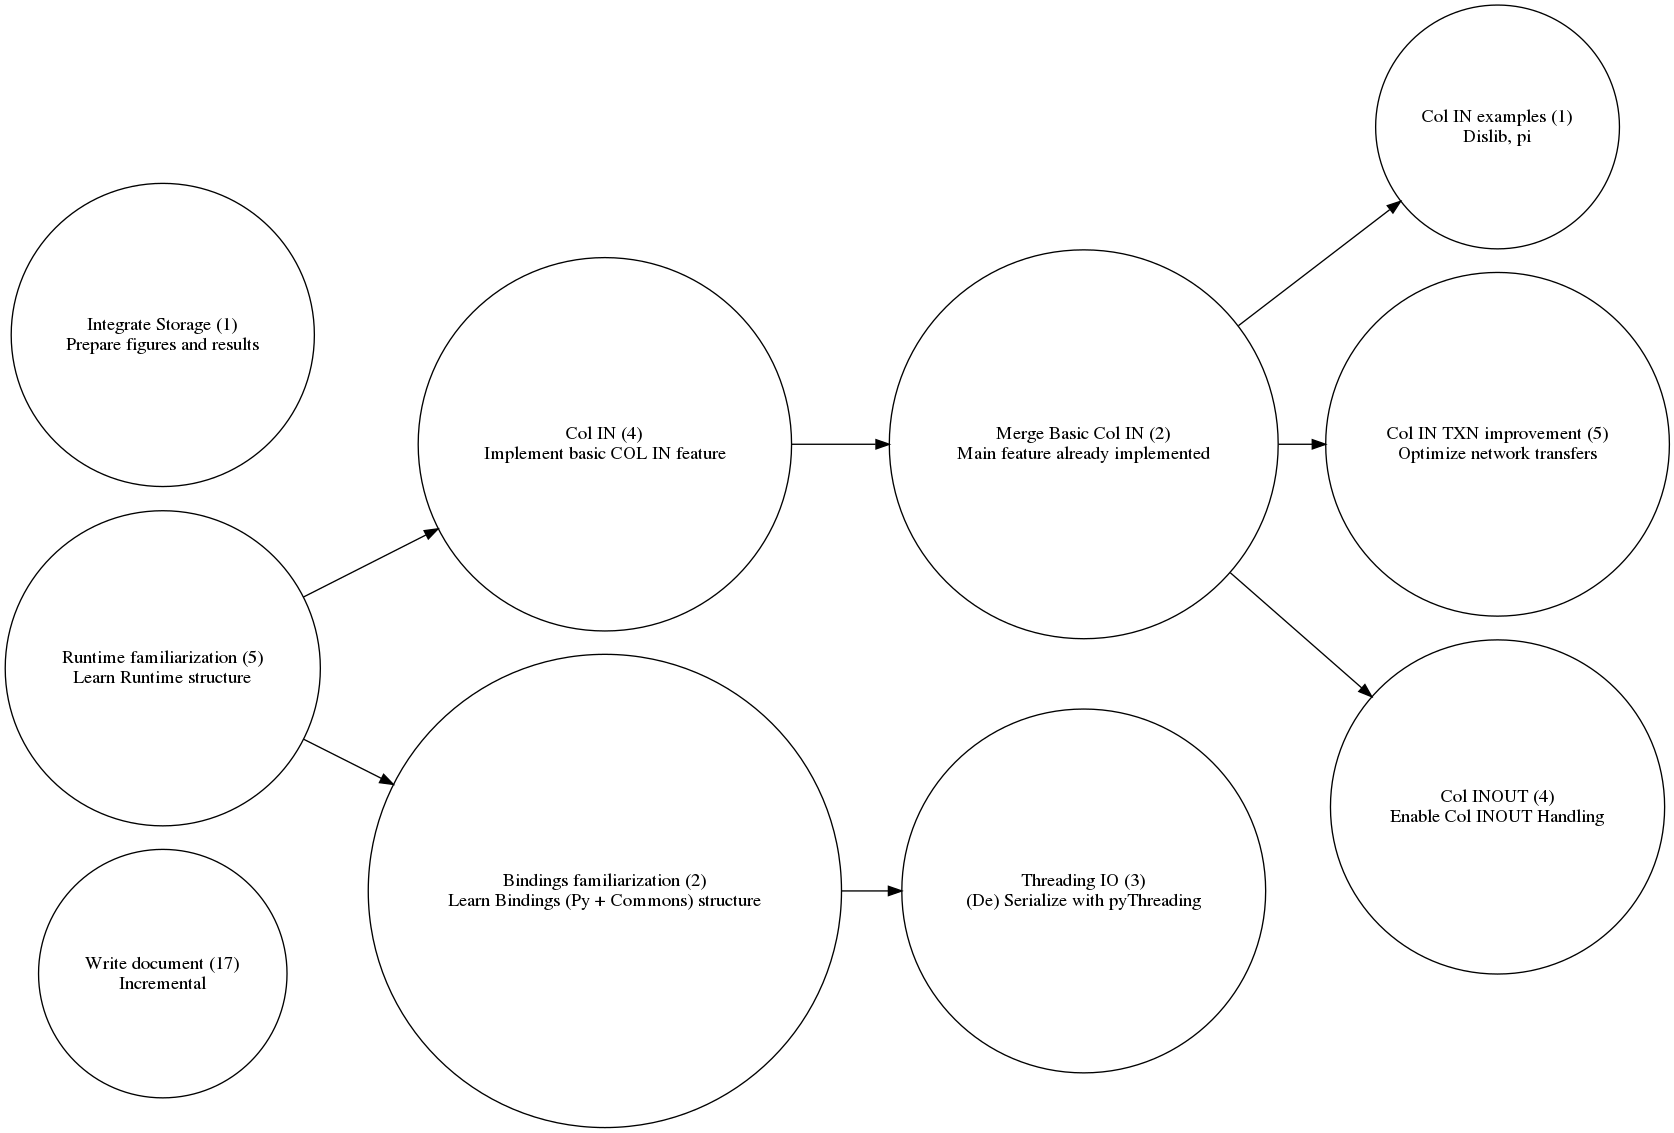 Col IN examples (1)
Dislib, pi
Integrate Storage (1)
Prepare figures and results
Col IN (4)
Implement basic COL IN feature
Merge Basic Col IN (2)
Main feature already implemented
Col IN TXN improvement (5)
Optimize network transfers
Runtime familiarization (5)
Learn Runtime structure
Col INOUT (4)
Enable Col INOUT Handling
Bindings familiarization (2)
Learn Bindings (Py + Commons) structure
Threading IO (3)
(De) Serialize with pyThreading
Write document (17)
Incremental